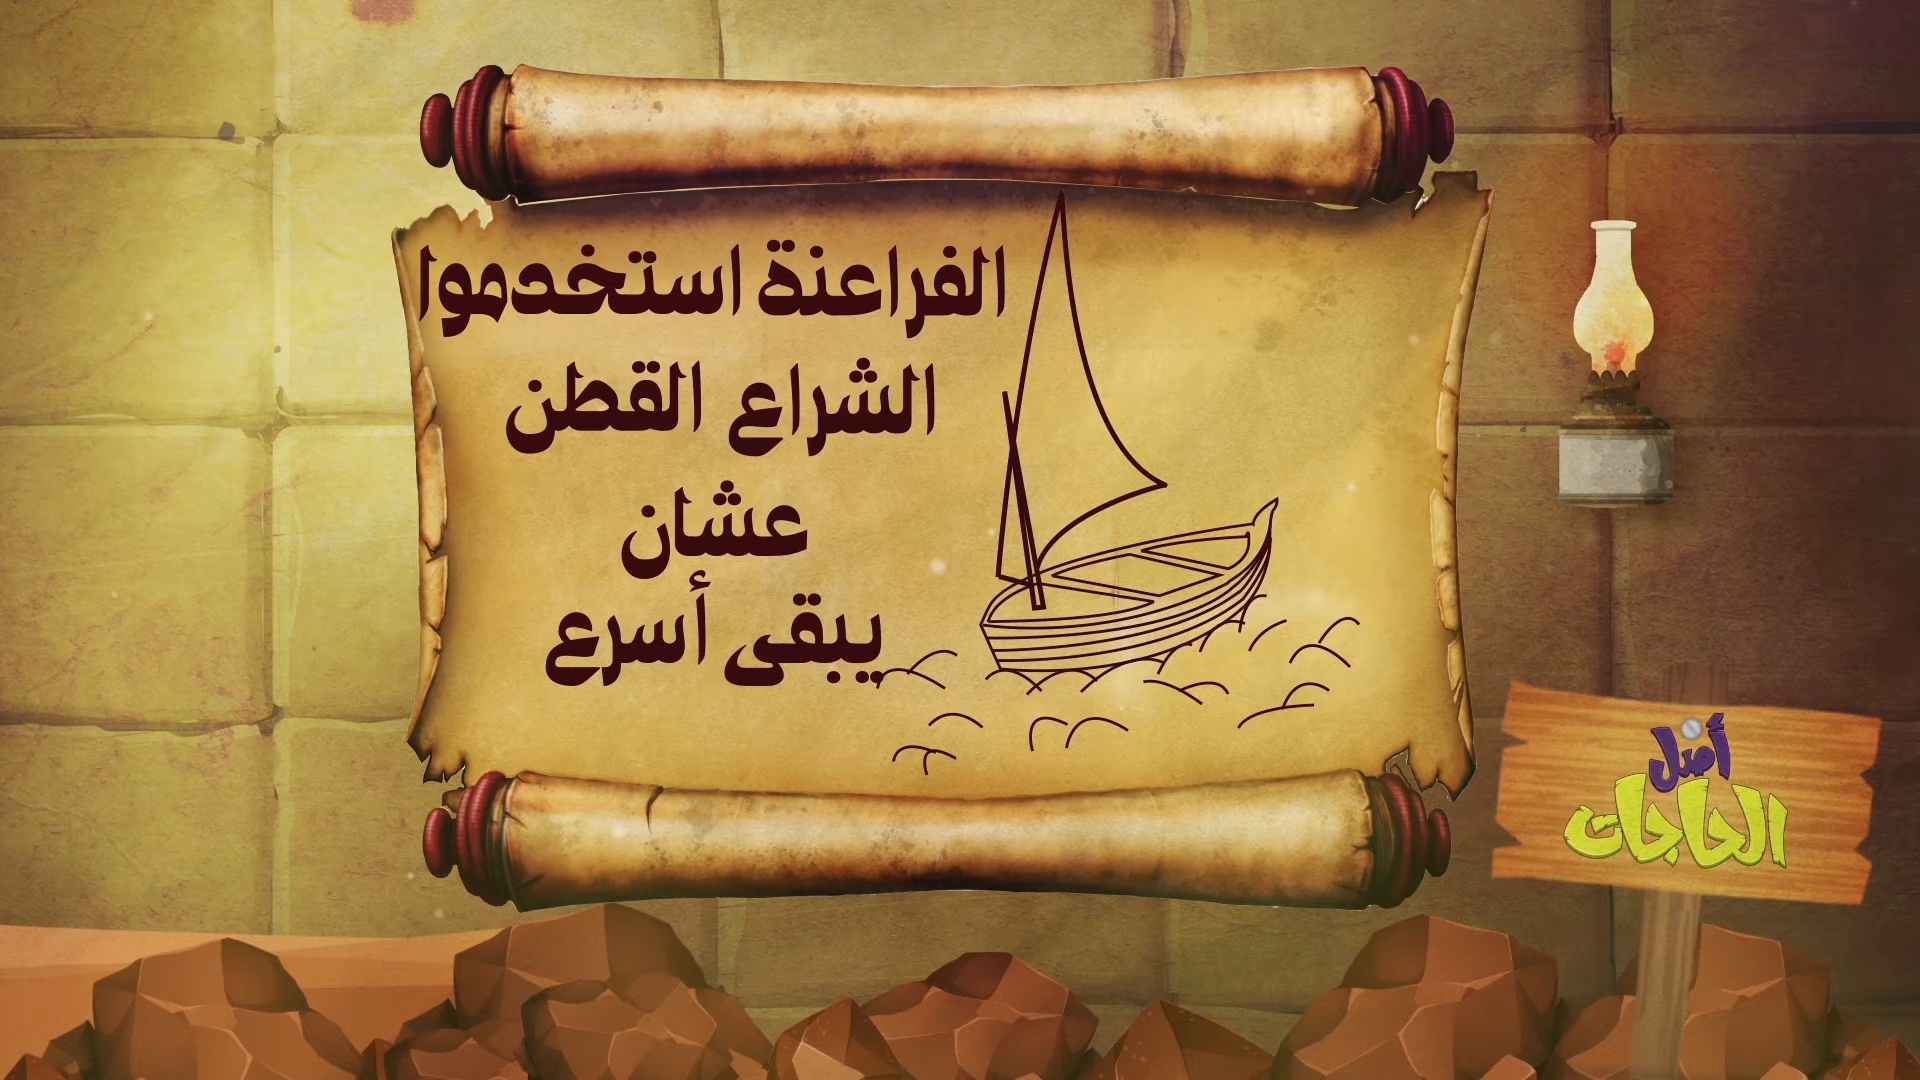 الفراعنة استخدموا
الشراع القطن
عشان
يبقى أسرع
أصل
الحاجات